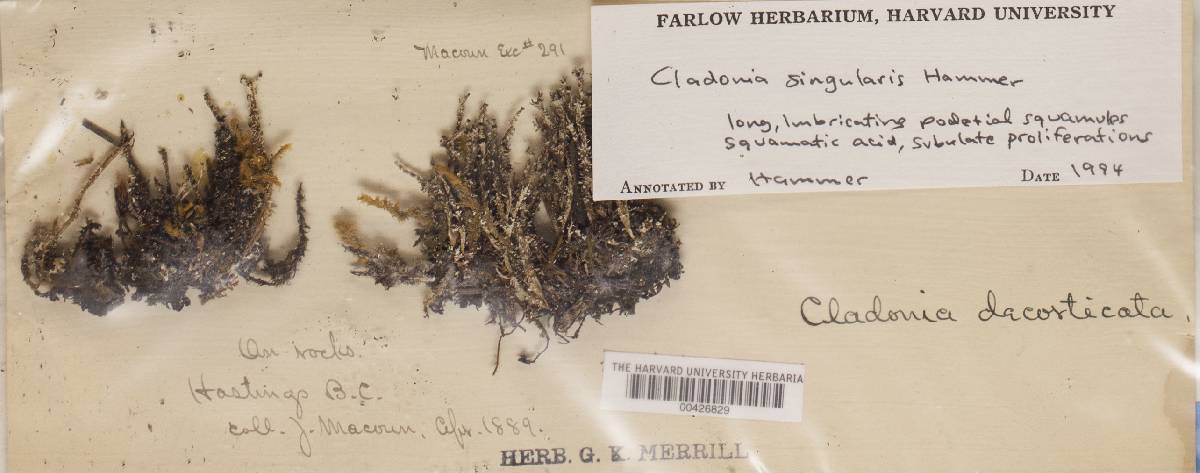 Macoun Exc # 291
FARLOW HERBARIUM, HARVARD UNIVERSITY
Cladonia singularis Hammer
long, imbricating podetial squamules
squamatic acid, subulate proliferations
ANNOTATED BY Hammer DATE 1994
Cladonia decorticata.
On rocks.
Hastings B.C.
coll. J. Macoun. Apr. 1889.
THE HARVARD UNIVERSITY HERBARIA
00426829
HERB. G. K. MERRILL